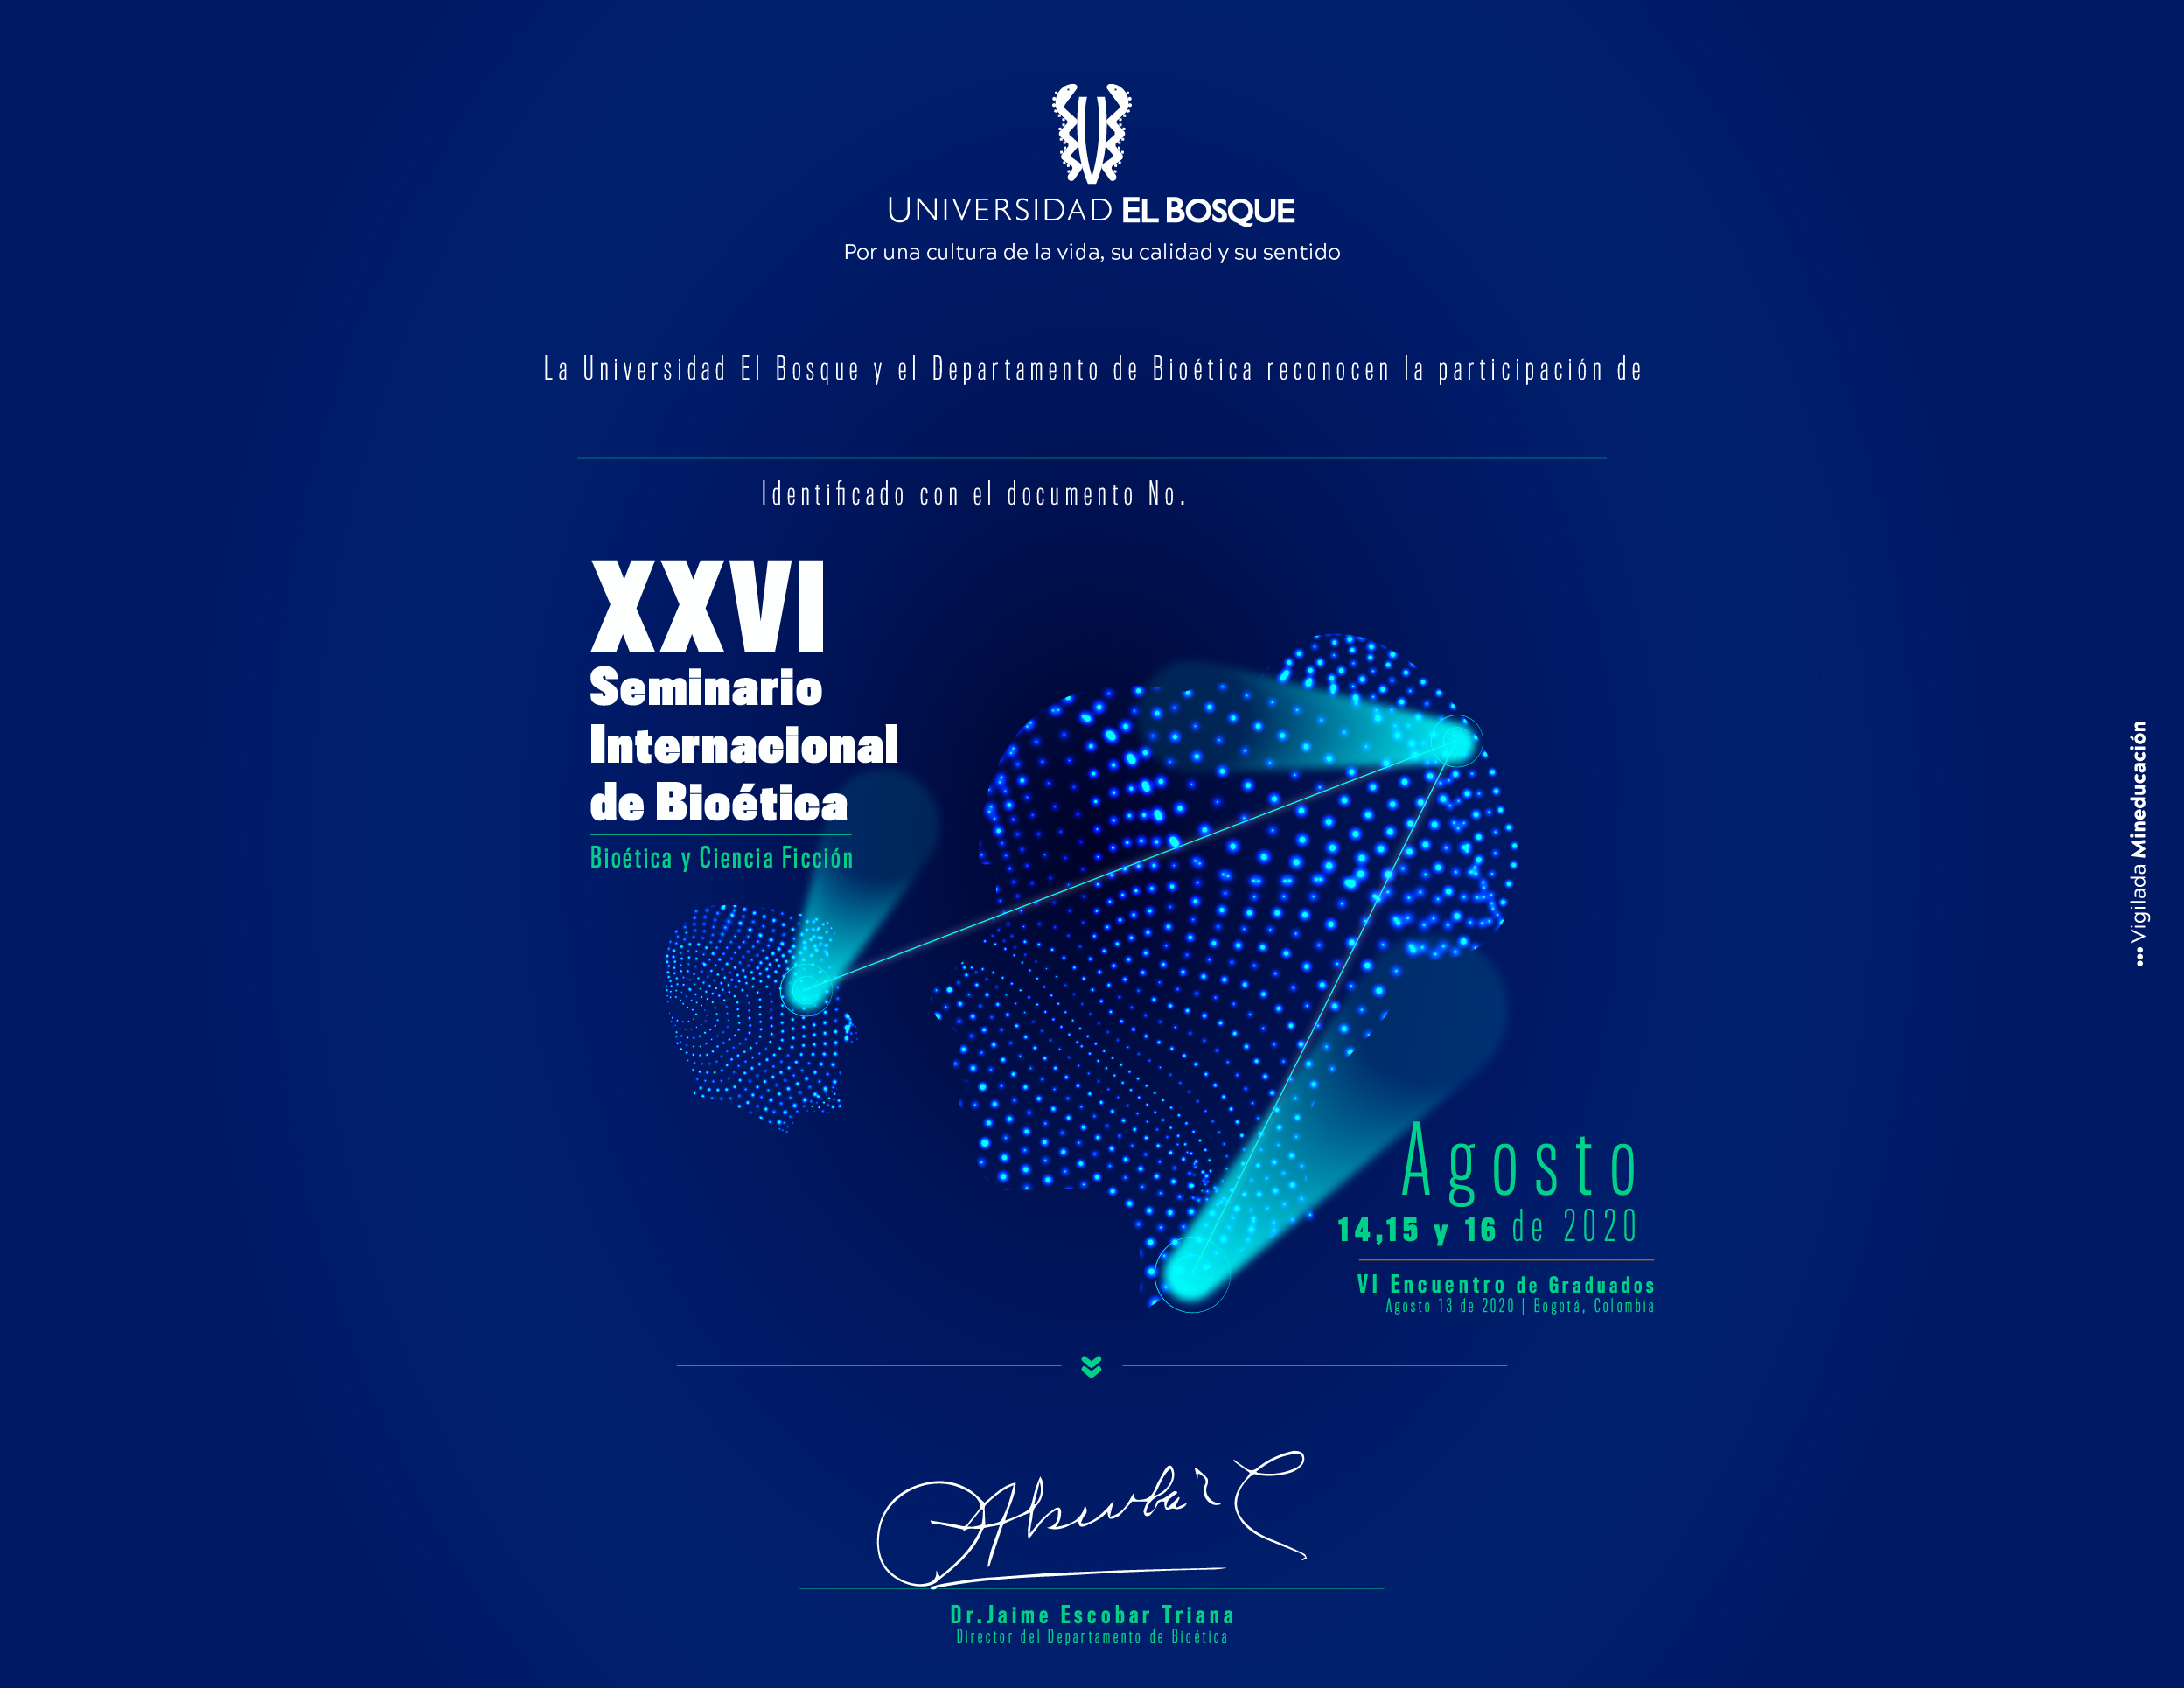 UNIVERSIDAD EL BOSQUE
Por una cultura de la vida, su calidad y su sentido
La Universidad El Bosque y el Departamento de Bioética reconocen la participación de
Identificado con el documento No.
XXVI
Seminario
Internacional
de Bioética
Bioética y Ciencia Ficción
Agosto
14,15 y 16 de 2020
VI Encuentro de Graduados
Agosto 13 de 2020 | Bogotá, Colombia
Dr.Jaime Escobar Triana
Director del Departamento de Bioética
Vigilada Mineducación